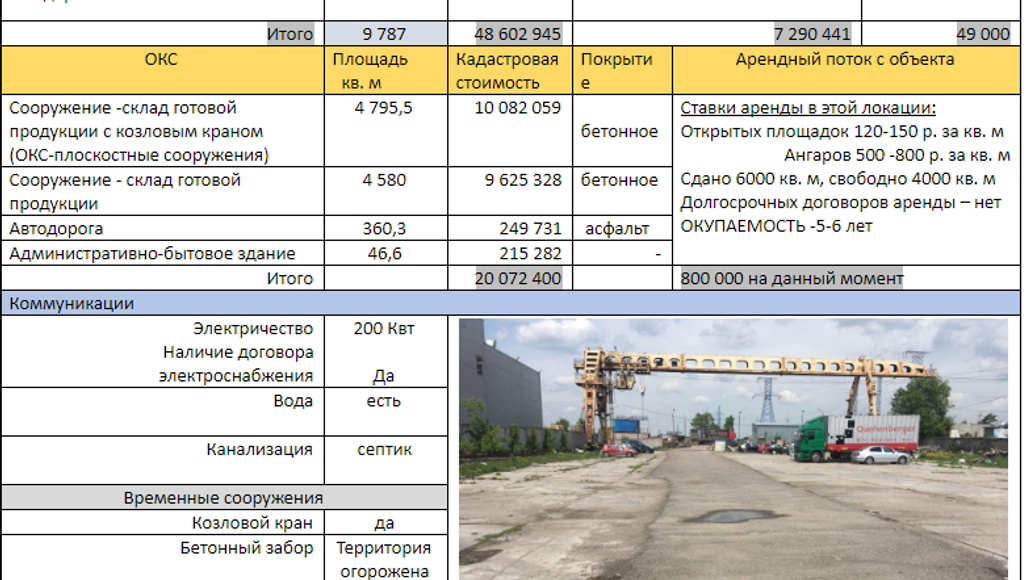 Итого 9 787 48 602 945 7 290 441 49 000
ОКС Площадь кв. м Кадастровая стоимость Покрыти е Арендный поток с объекта
Сооружение -склад готовой продукции с козловым краном (ОКС-плоскостные сооружения) 4 795,5 10 082 059 бетонное
Сооружение - склад готовой продукции 4 580 9 625 328 бетонное
Автодорога 360,3 249 731 асфальт
Административно-бытовое здание 46,6 215 282 -
Ставки аренды в этой локации:
Открытых площадок 120-150 р. за кв. м
Ангаров 500 -800 р. за кв. м
Сдано 6000 кв. м, свободно 4000 кв. м
Долгосрочных договоров аренды – нет
ОКУПАЕМОСТЬ -5-6 лет
Итого 20 072 400 800 000 на данный момент
Коммуникации
Электричество 200 Квт
Наличие договора
электроснабжения Да
Вода есть
Канализация септик
Временные сооружения
Козловой кран да
Бетонный забор Территория
огорожена
Quehenberger